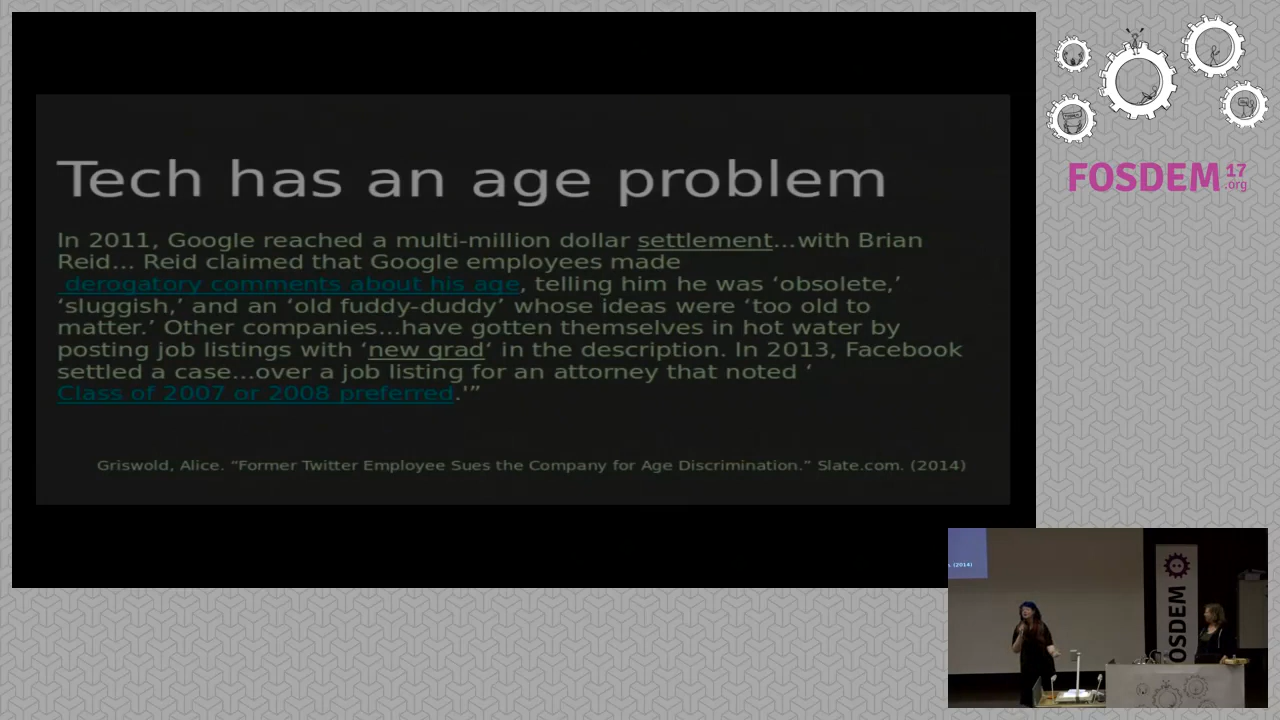 Tech has an age problem
In 2011, Google reached a multi-million dollar settlement...with Brian
Reid... Reid claimed that Google employees made
derogatory comments about his age, telling him he was ‘obsolete,’
‘sluggish,’ and an ‘old fuddy-duddy’ whose ideas were ‘too old to
matter.’ Other companies...have gotten themselves in hot water by
posting job listings with ‘new grad‘ in the description. In 2013, Facebook
settled a case...over a job listing for an attorney that noted ‘
Class of 2007 or 2008 preferred.'”
Griswold, Alice. “Former Twitter Employee Sues the Company for Age Discrimination.” Slate.com. (2014)
FOSDEM 17
.org
(2014)
OSDEM